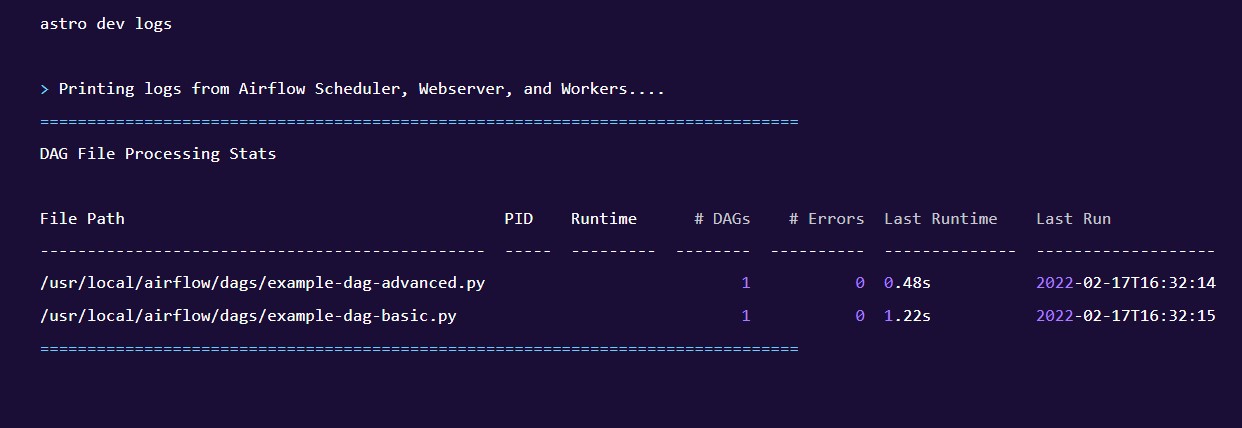 astro dev logs
> Printing logs from Airflow Scheduler, Webserver, and Workers....
================================================================================
DAG File Processing Stats
File Path                                        PID    Runtime      # DAGs    # Errors  Last Runtime    Last Run
-----------------------------------------------  -----  ---------  --------  ----------  --------------  -------------------
/usr/local/airflow/dags/example-dag-advanced.py                           1           0  0.48s           2022-02-17T16:32:14
/usr/local/airflow/dags/example-dag-basic.py                              1           0  1.22s           2022-02-17T16:32:15
================================================================================